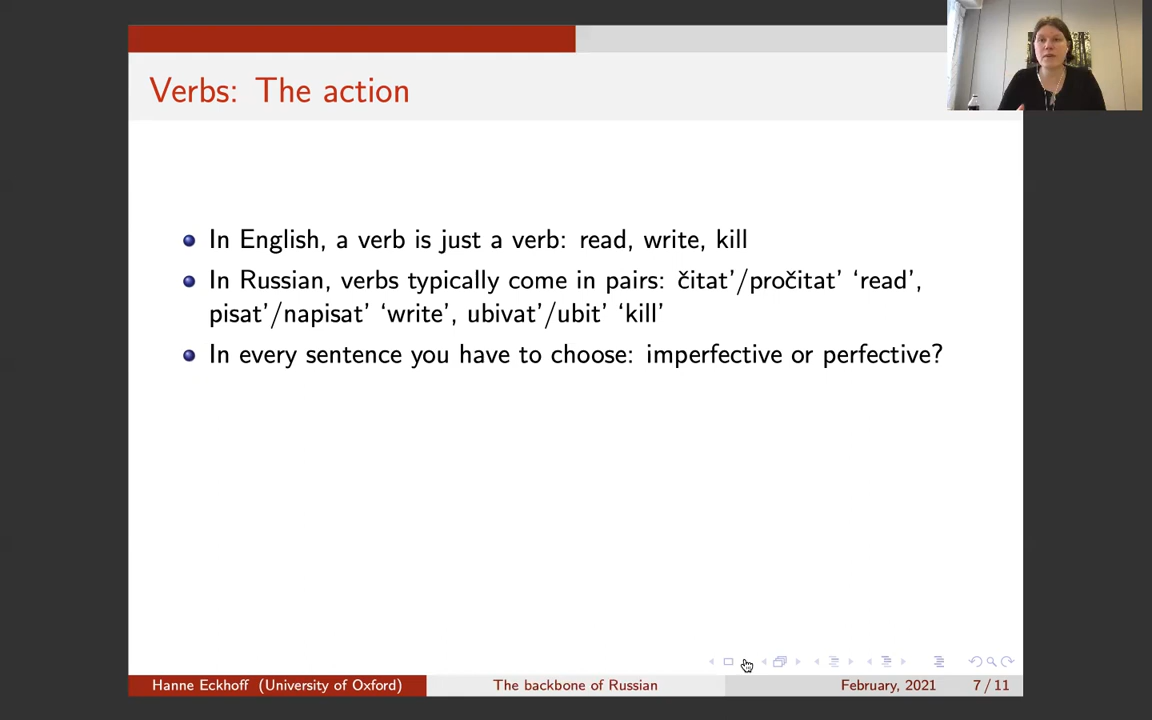 Verbs: The action
In English, a verb is just a verb: read, write, kill
In Russian, verbs typically come in pairs: čitat’/pročitat’ ‘read’,
pisat’/napisat’ ‘write’, ubivat’/ubit’ ‘kill’
In every sentence you have to choose: imperfective or perfective?
Hanne Eckhoff (University of Oxford) The backbone of Russian February, 2021 7 / 11